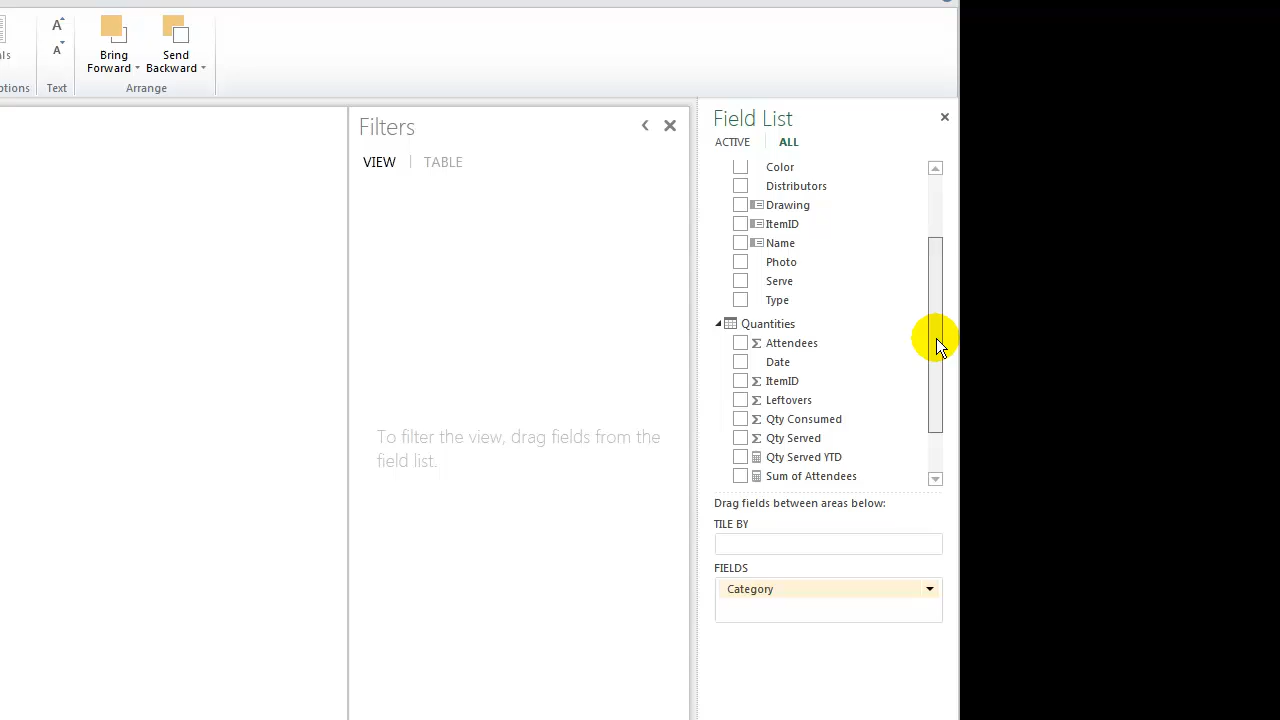 ls
A
A
Bring
Forward
Send
Backward
ptions
Text
Arrange
Filters
VIEW
TABLE
To filter the view, drag fields from the
field list.
Field List
ACTIVE
ALL
Color
Distributors
Drawing
ItemID
Name
Photo
Serve
Type
Quantities
Σ Attendees
Date
Σ ItemID
Σ Leftovers
Σ Qty Consumed
Σ Qty Served
Qty Served YTD
Sum of Attendees
Drag fields between areas below:
TILE BY
FIELDS
Category